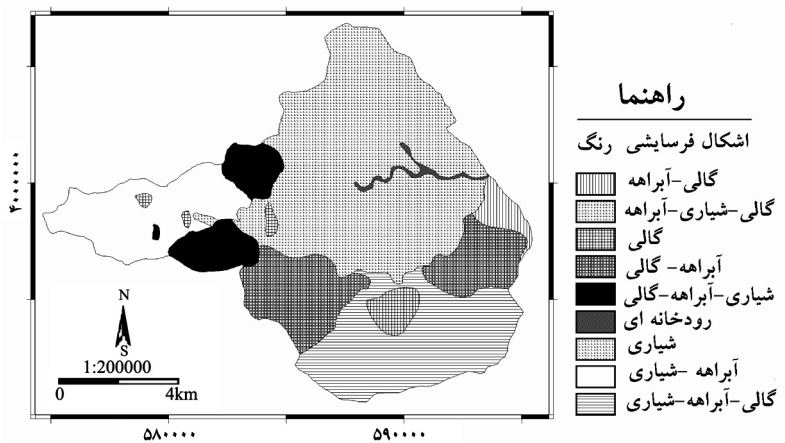 راهنما
اشکال فرسایشی رنگ
گالی-آبراهه
گالی-شیاری-آبراهه
گالی
آبراهه- گالی
شیاری-آبراهه-گالی
رودخانه ای
شیاری
آبراهه -شیاری
گالی-آبراهه-شیاری
۴۰۰۰۰۰۰
N
S
1:200000
0 4km
۵۸۰۰۰۰ ۵۹۰۰۰۰